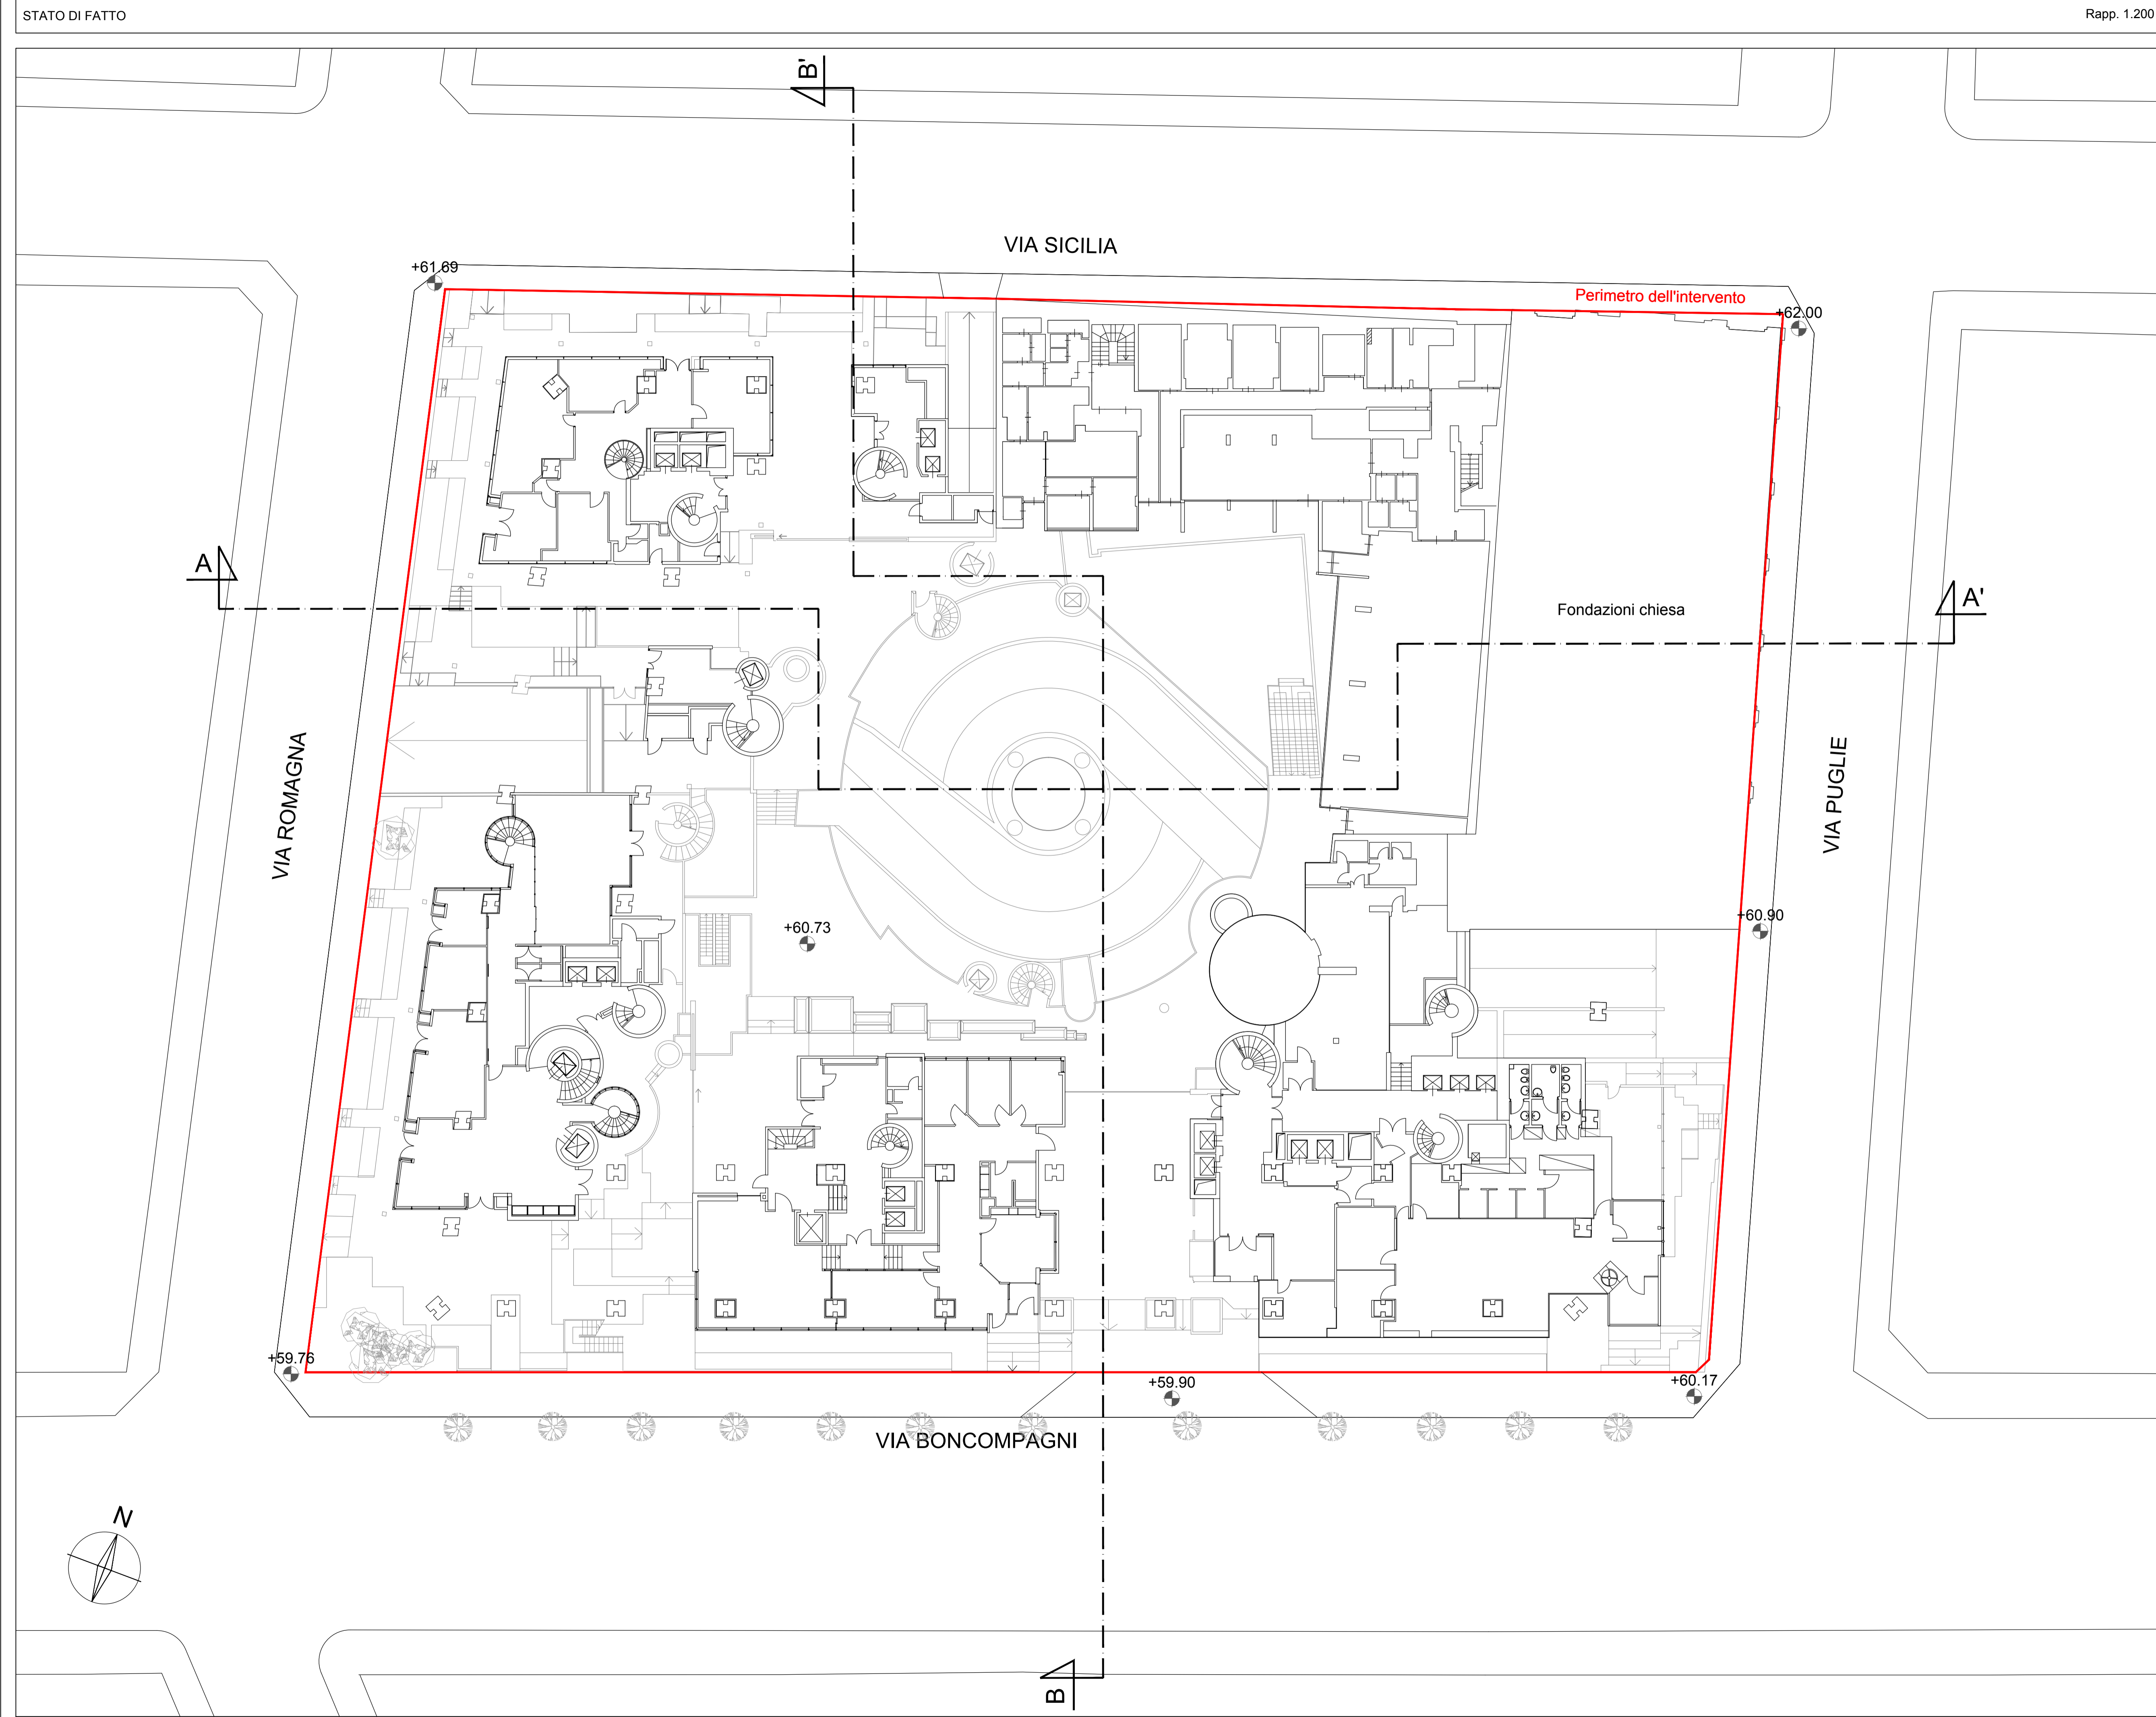 STATO DI FATTO
Rapp. 1.200
B'
VIA SICILIA
+61.69
Perimetro dell'intervento
+62.00
A
A'
Fondazioni chiesa
VIA ROMAGNA
VIA PUGLIE
+60.73
+60.90
+59.76
+59.90
+60.17
VIA BONCOMPAGNI
N
B